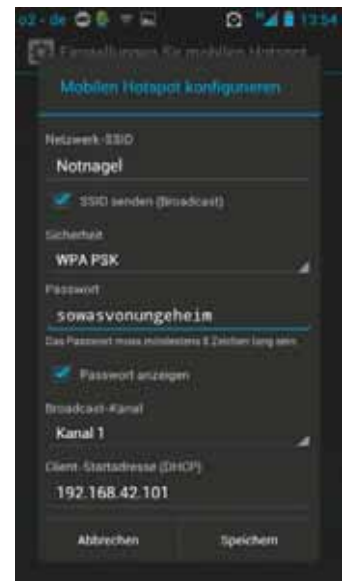 o2 - de
13:54
Einstellungen für mobilen Hotspot
Mobilen Hotspot konfigurieren
Netzwerk-SSID
Notnagel
SSID senden (Broadcast)
Sicherheit
WPA PSK
Passwort
sowasvonungeheim
Das Passwort muss mindestens 8 Zeichen lang sein.
Passwort anzeigen
Broadcast-Kanal
Kanal 1
Client-Startadresse (DHCP)
192.168.42.101
Abbrechen
Speichern